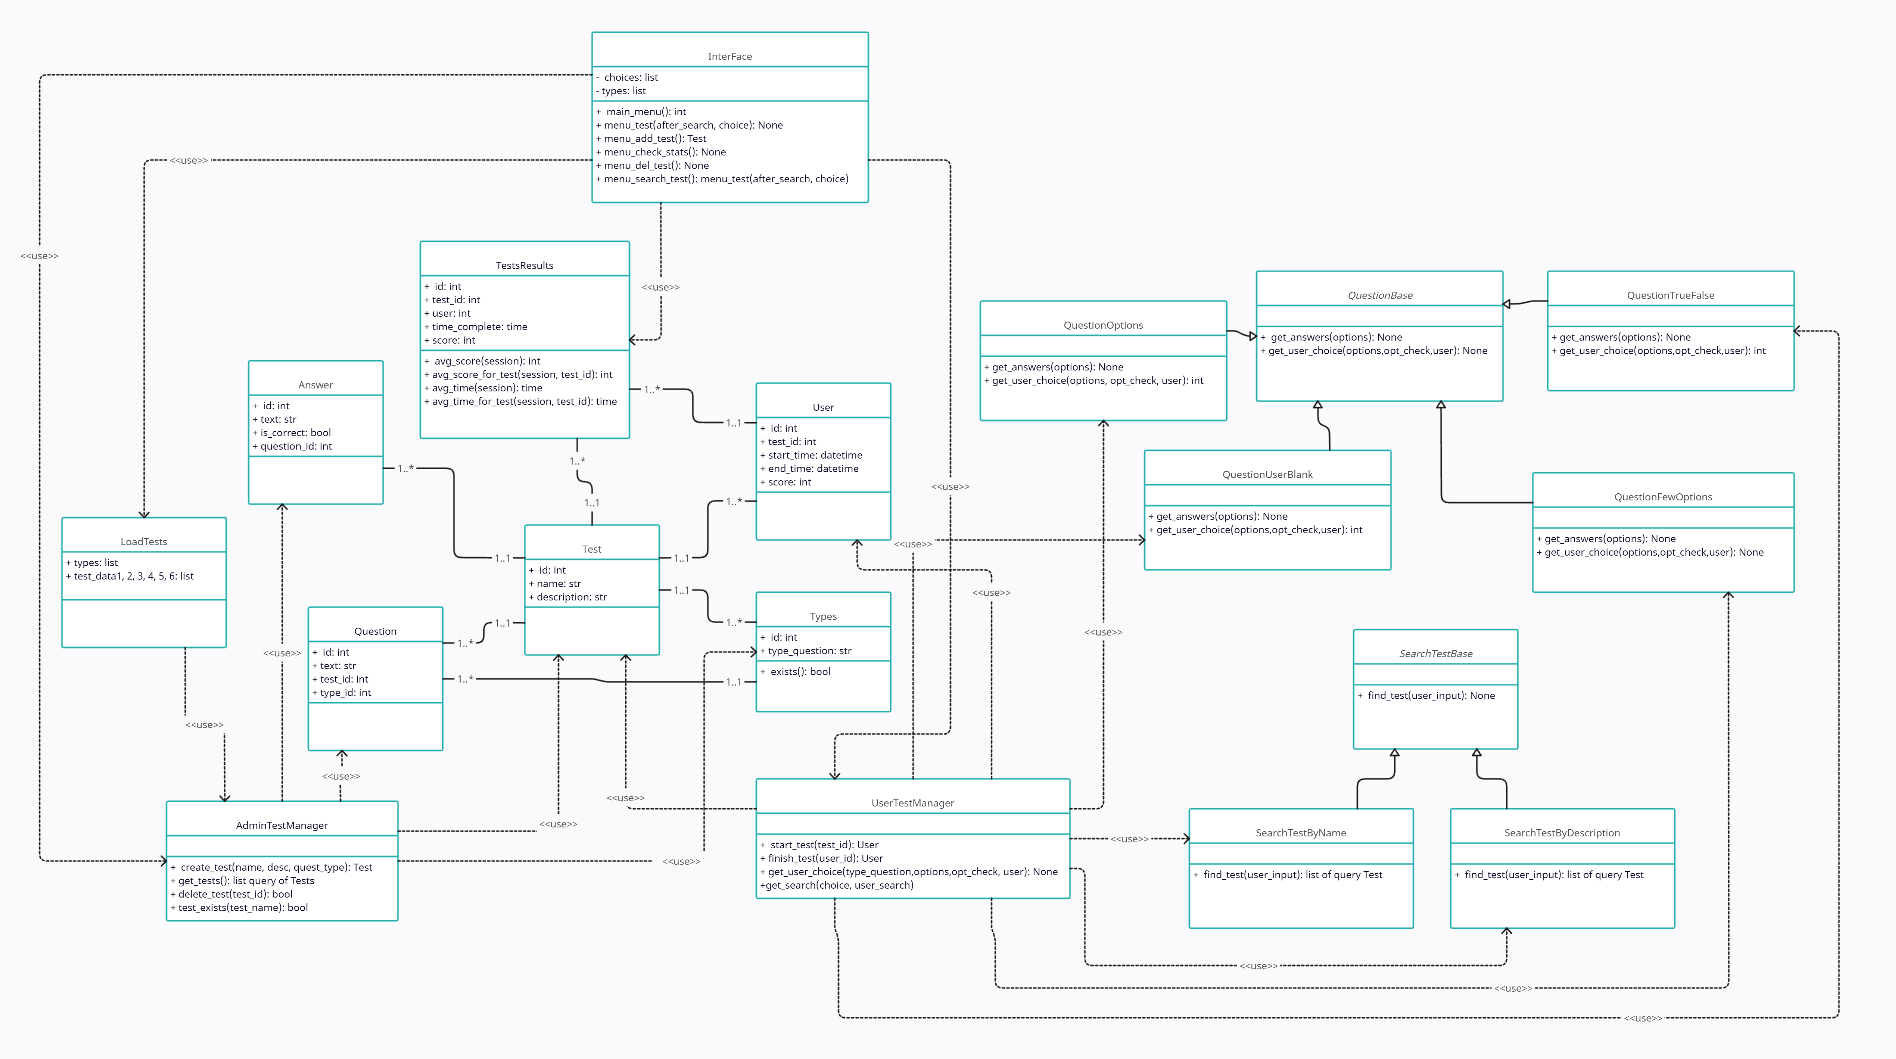 InterFace
-  choices: list
- types: list
+  main_menu(): int
+ menu_test(after_search, choice): None
+ menu_add_test(): Test
+ menu_check_stats(): None
+ menu_del_test(): None
+ menu_search_test(): menu_test(after_search, choice)
<<use>>
<<use>>
<<use>>
<<use>>
TestsResults
+  id: int
+ test_id: int
+ user: int
+ time_complete: time
+ score: int
+  avg_score(session): int
+ avg_score_for_test(session, test_id): int
+ avg_time(session): time
+ avg_time_for_test(session, test_id): time
1..*
1..1
1..*
1..1
Answer
+  id: int
+ text: str
+ is_correct: bool
+ question_id: int
1..*
1..1
User
+  id: int
+ test_id: int
+ start_time: datetime
+ end_time: datetime
+ score: int
1..*
1..1
LoadTests
+ types: list
+ test_data1, 2, 3, 4, 5, 6: list
<<use>>
Test
+  id: int
+ name: str
+ description: str
1..1
1..*
1..1
1..*
Question
+  id: int
+ text: str
+ test_id: int
+ type_id: int
1..*
1..1
Types
+  id: int
+ type_question: str
+  exists(): bool
<<use>>
<<use>>
AdminTestManager
+  create_test(name, desc, quest_type): Test
+ get_tests(): list query of Tests
+ delete_test(test_id): bool
+ test_exists(test_name): bool
<<use>>
<<use>>
<<use>>
<<use>>
<<use>>
<<use>>
UserTestManager
+  start_test(test_id): User
+ finish_test(user_id): User
+ get_user_choice(type_question,options,opt_check, user): None
+get_search(choice, user_search)
QuestionOptions
+ get_answers(options): None
+ get_user_choice(options, opt_check, user): int
QuestionBase
+  get_answers(options): None
+ get_user_choice(options,opt_check,user): None
QuestionTrueFalse
+ get_answers(options): None
+ get_user_choice(options,opt_check,user): int
QuestionUserBlank
+ get_answers(options): None
+ get_user_choice(options,opt_check,user): int
QuestionFewOptions
+ get_answers(options): None
+ get_user_choice(options,opt_check,user): None
SearchTestBase
+  find_test(user_input): None
<<use>>
<<use>>
SearchTestByName
+  find_test(user_input): list of query Test
SearchTestByDescription
+  find_test(user_input): list of query Test
<<use>>
<<use>>
<<use>>